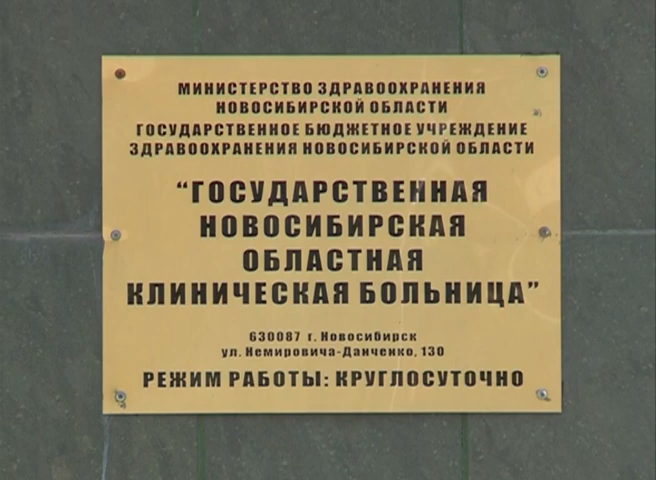 МИНИСТЕРСТВО ЗДРАВООХРАНЕНИЯ
НОВОСИБИРСКОЙ ОБЛАСТИ
ГОСУДАРСТВЕННОЕ БЮДЖЕТНОЕ УЧРЕЖДЕНИЕ
ЗДРАВООХРАНЕНИЯ НОВОСИБИРСКОЙ ОБЛАСТИ
“ГОСУДАРСТВЕННАЯ
НОВОСИБИРСКАЯ
ОБЛАСТНАЯ
КЛИНИЧЕСКАЯ БОЛЬНИЦА”
630087 г. Новосибирск
ул. Немировича-Данченко, 130
РЕЖИМ РАБОТЫ: КРУГЛОСУТОЧНО